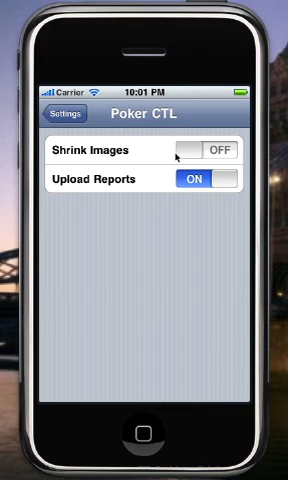 Carrier 10:01 PM
Settings Poker CTL
Shrink Images OFF
Upload Reports ON